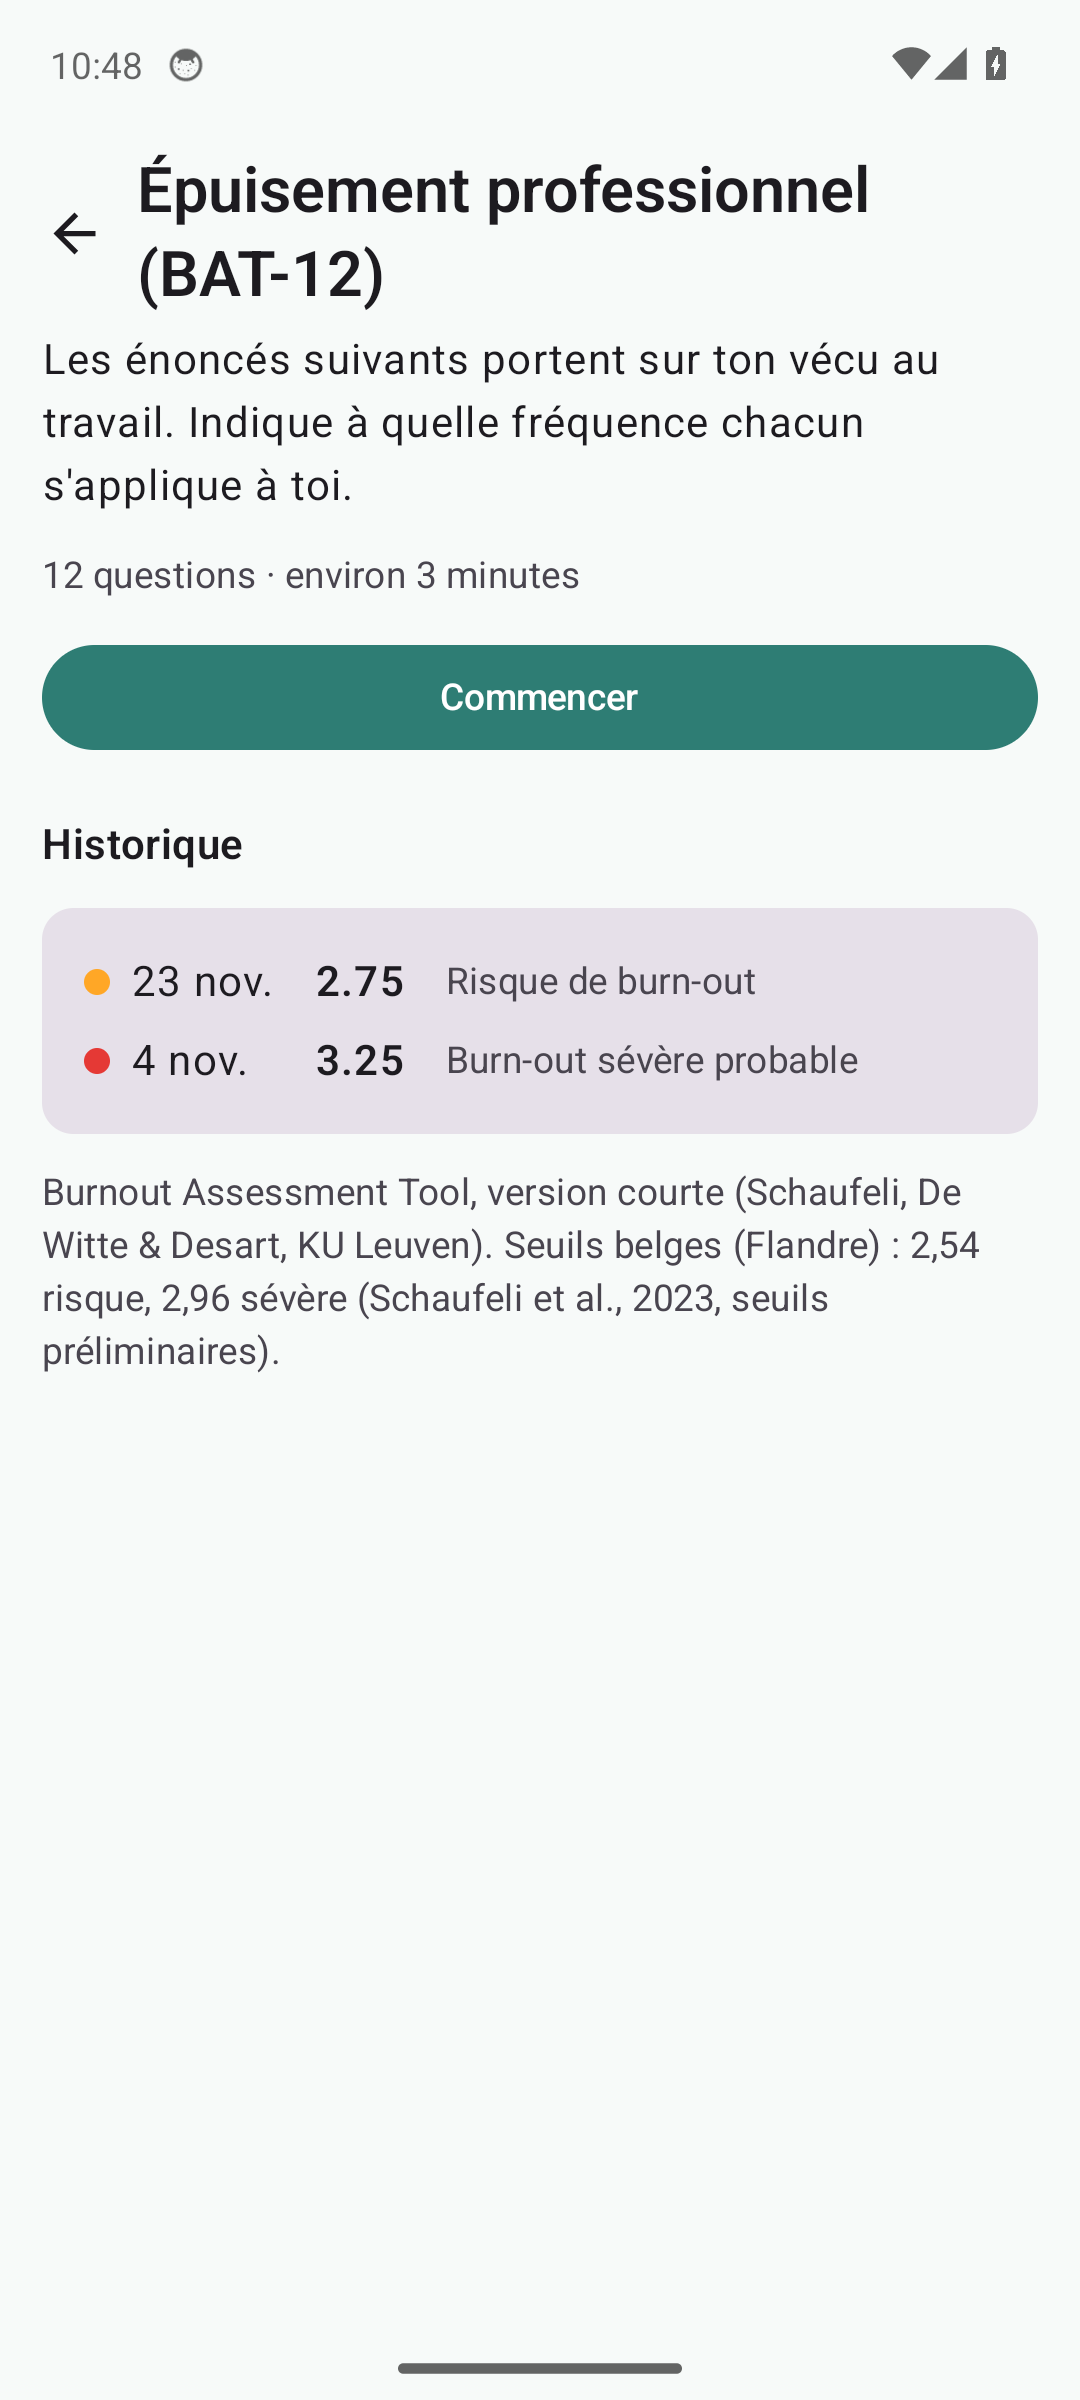 10:48
Épuisement professionnel
(BAT-12)
Les énoncés suivants portent sur ton vécu au
travail. Indique à quelle fréquence chacun
s'applique à toi.
12 questions · environ 3 minutes
Commencer
Historique
23 nov. 2.75 Risque de burn-out
4 nov. 3.25 Burn-out sévère probable
Burnout Assessment Tool, version courte (Schaufeli, De
Witte & Desart, KU Leuven). Seuils belges (Flandre) : 2,54
risque, 2,96 sévère (Schaufeli et al., 2023, seuils
préliminaires).